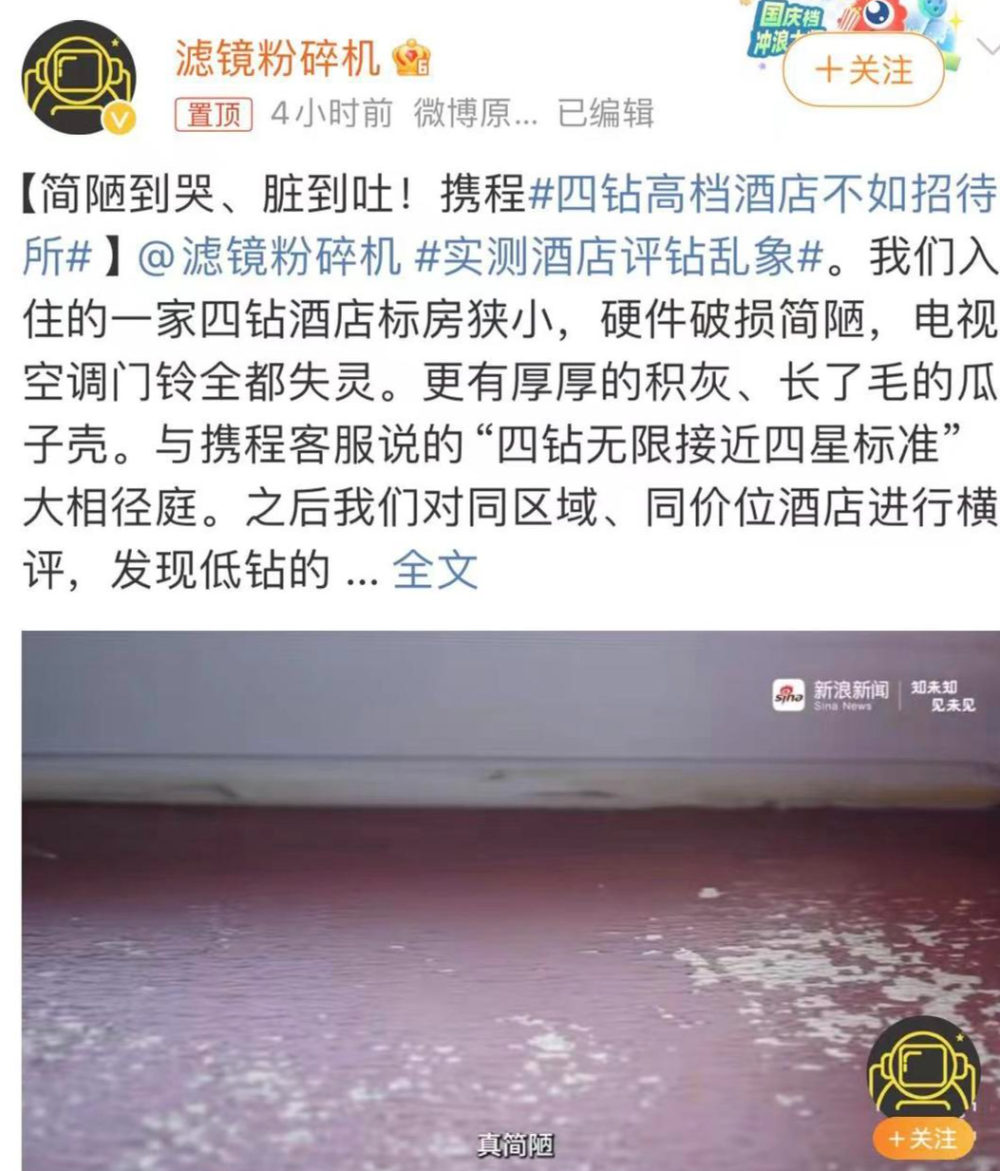 国庆档
冲浪大
滤镜粉碎机
+关注
置顶 4小时前 微博原... 已编辑
【简陋到哭、脏到吐！携程#四钻高档酒店不如招待
所#】@滤镜粉碎机 #实测酒店评钻乱象#。我们入
住的一家四钻酒店标房狭小，硬件破损简陋，电视
空调门铃全都失灵。更有厚厚的积灰、长了毛的瓜
子壳。与携程客服说的“四钻无限接近四星标准”
大相径庭。之后我们对同区域、同价位酒店进行横
评，发现低钻的 ... 全文
sina 新浪新闻 Sina News | 知未知 见未见
真简陋
+关注